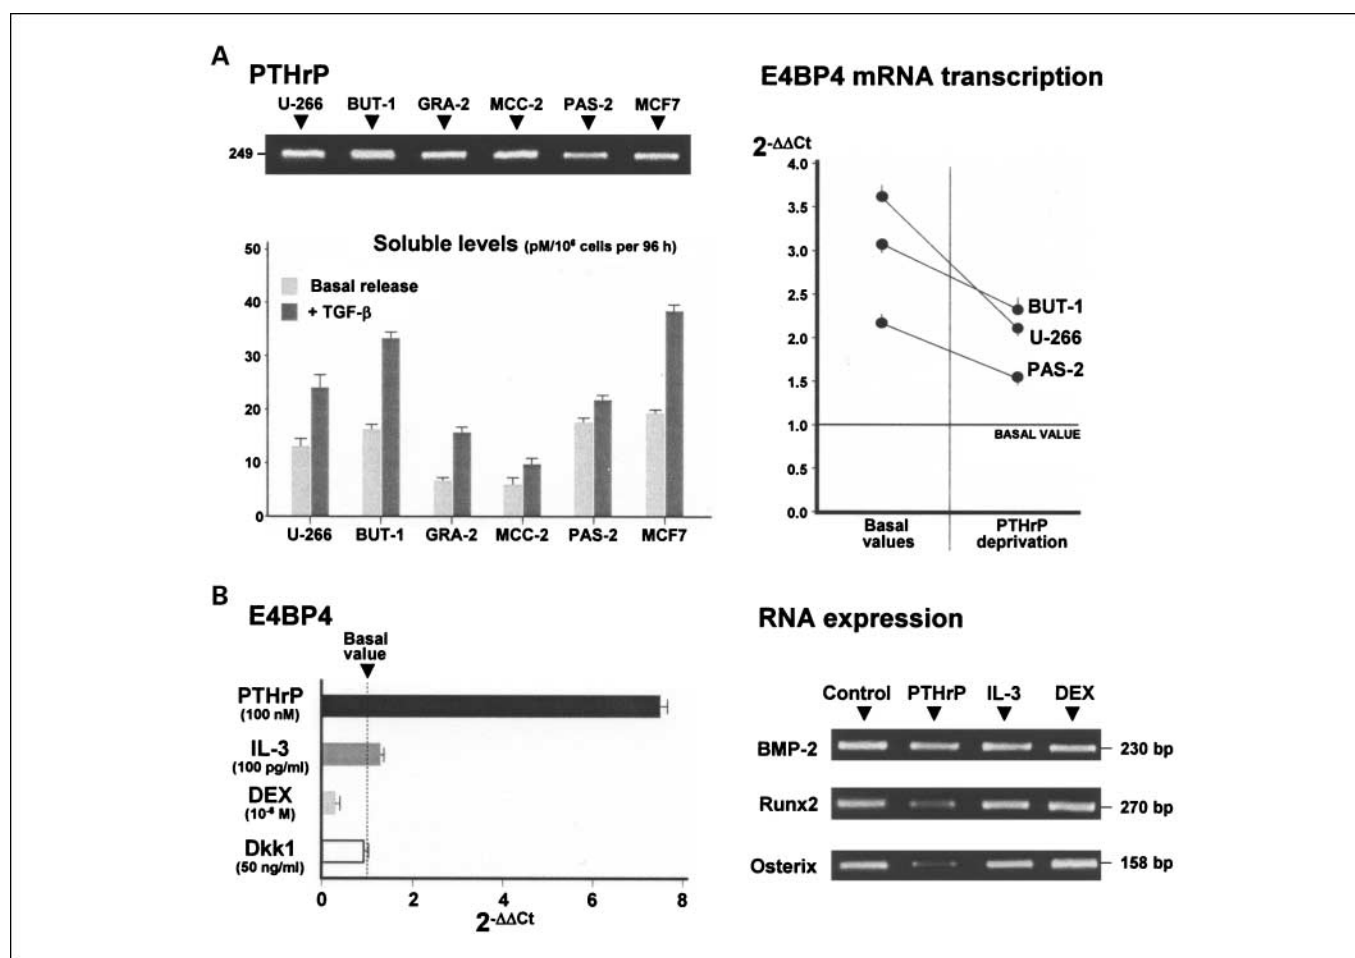 A
PTHrP
U-266 BUT-1 GRA-2 MCC-2 PAS-2 MCF7
249
Soluble levels (pM/10⁶ cells per 96 h)
50
40
30
20
10
0
Basal release
+ TGF-β
U-266 BUT-1 GRA-2 MCC-2 PAS-2 MCF7
E4BP4 mRNA transcription
2-ΔΔCt
4.0
3.5
3.0
2.5
2.0
1.5
1.0
0.5
0.0
BUT-1
U-266
PAS-2
BASAL VALUE
Basal values
PTHrP deprivation
B
E4BP4
Basal
value
PTHrP
(100 nM)
IL-3
(100 pg/ml)
DEX
(10⁻⁶ M)
Dkk1
(50 ng/ml)
0 2 4 6 8
2-ΔΔCt
RNA expression
Control PTHrP IL-3 DEX
BMP-2 230 bp
Runx2 270 bp
Osterix 158 bp